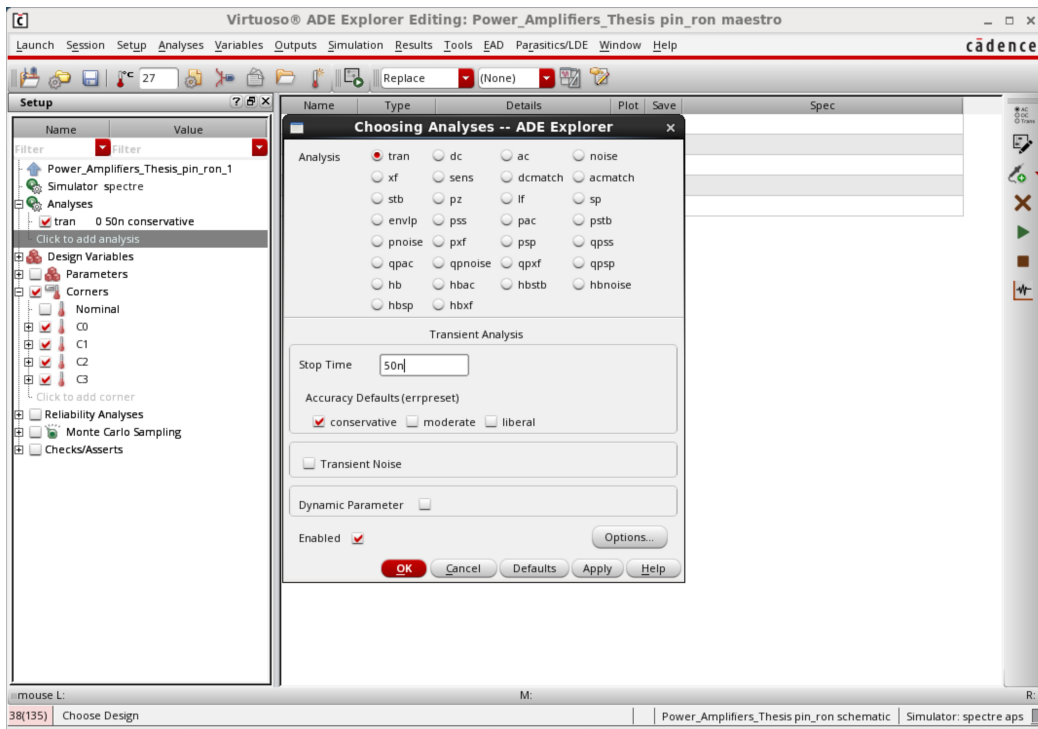 Virtuoso® ADE Explorer Editing: Power_Amplifiers_Thesis pin_ron maestro
Launch Session Setup Analyses Variables Outputs Simulation Results Tools EAD Parasitics/LDE Window Help
cādence
°C 27 Replace (None)
Setup
Name Value
Filter Filter
Power_Amplifiers_Thesis_pin_ron_1
Simulator spectre
Analyses
tran 0 50n conservative
Click to add analysis
Design Variables
Parameters
Corners
Nominal
C0
C1
C2
C3
Click to add corner
Reliability Analyses
Monte Carlo Sampling
Checks/Asserts
Name Type Details Plot Save Spec
Choosing Analyses -- ADE Explorer
Analysis tran dc ac noise
xf sens dcmatch acmatch
stb pz lf sp
envlp pss pac pstb
pnoise pxf psp qpss
qpac qpnoise qpxf qpsp
hb hbac hbstb hbnoise
hbsp hbxf
Transient Analysis
Stop Time 50n
Accuracy Defaults (errpreset)
conservative moderate liberal
Transient Noise
Dynamic Parameter
Enabled Options...
OK Cancel Defaults Apply Help
AC
DC
Trans
mouse L: M: R:
38(135) Choose Design Power_Amplifiers_Thesis pin_ron schematic Simulator: spectre aps